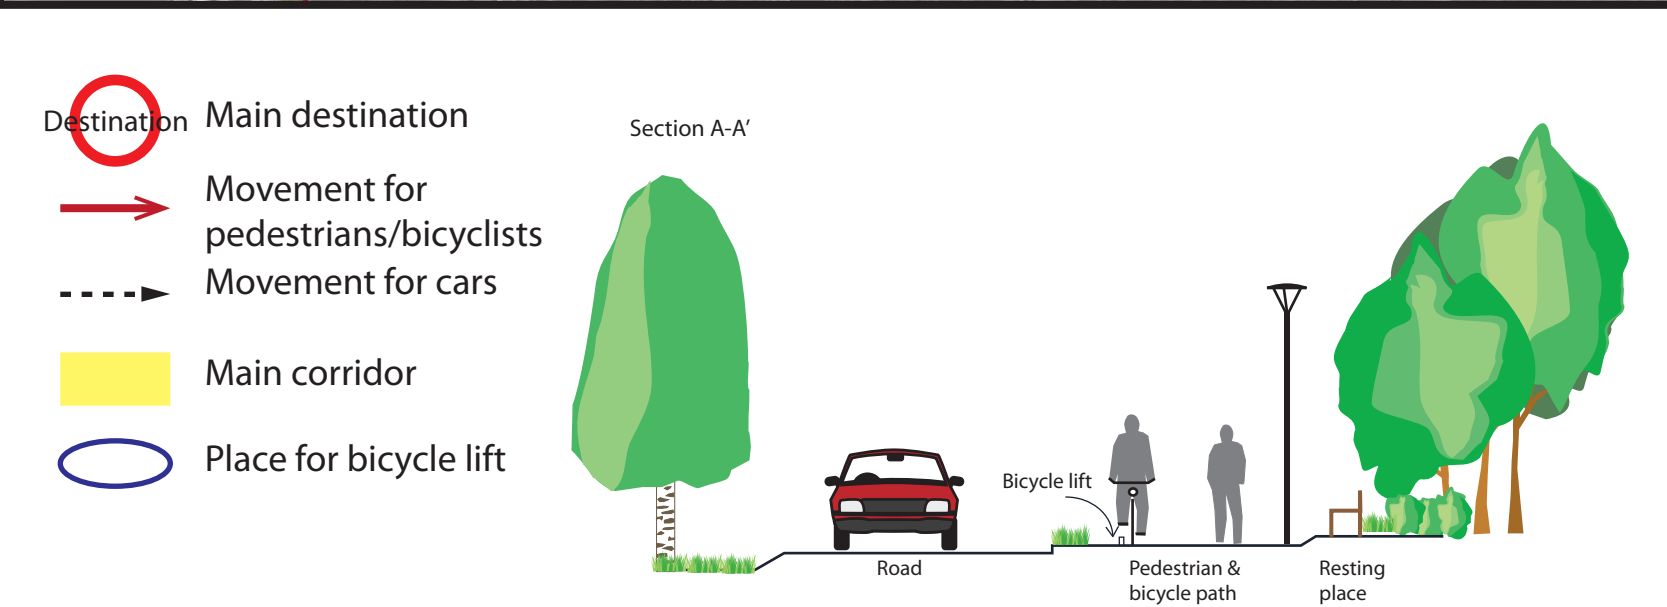 Destination
Main destination
Movement for
pedestrians/bicyclists
Movement for cars
Main corridor
Place for bicycle lift
Section A-A’
Bicycle lift
Road
Pedestrian &
bicycle path
Resting
place